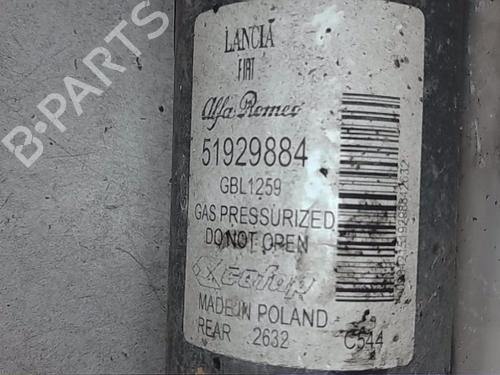 B-PARTS
LANCIA
FIAT
Alfa Romeo
51929884
GBL1259
GAS PRESSURIZED
DO NOT OPEN
MADE IN POLAND
REAR 2632 C544